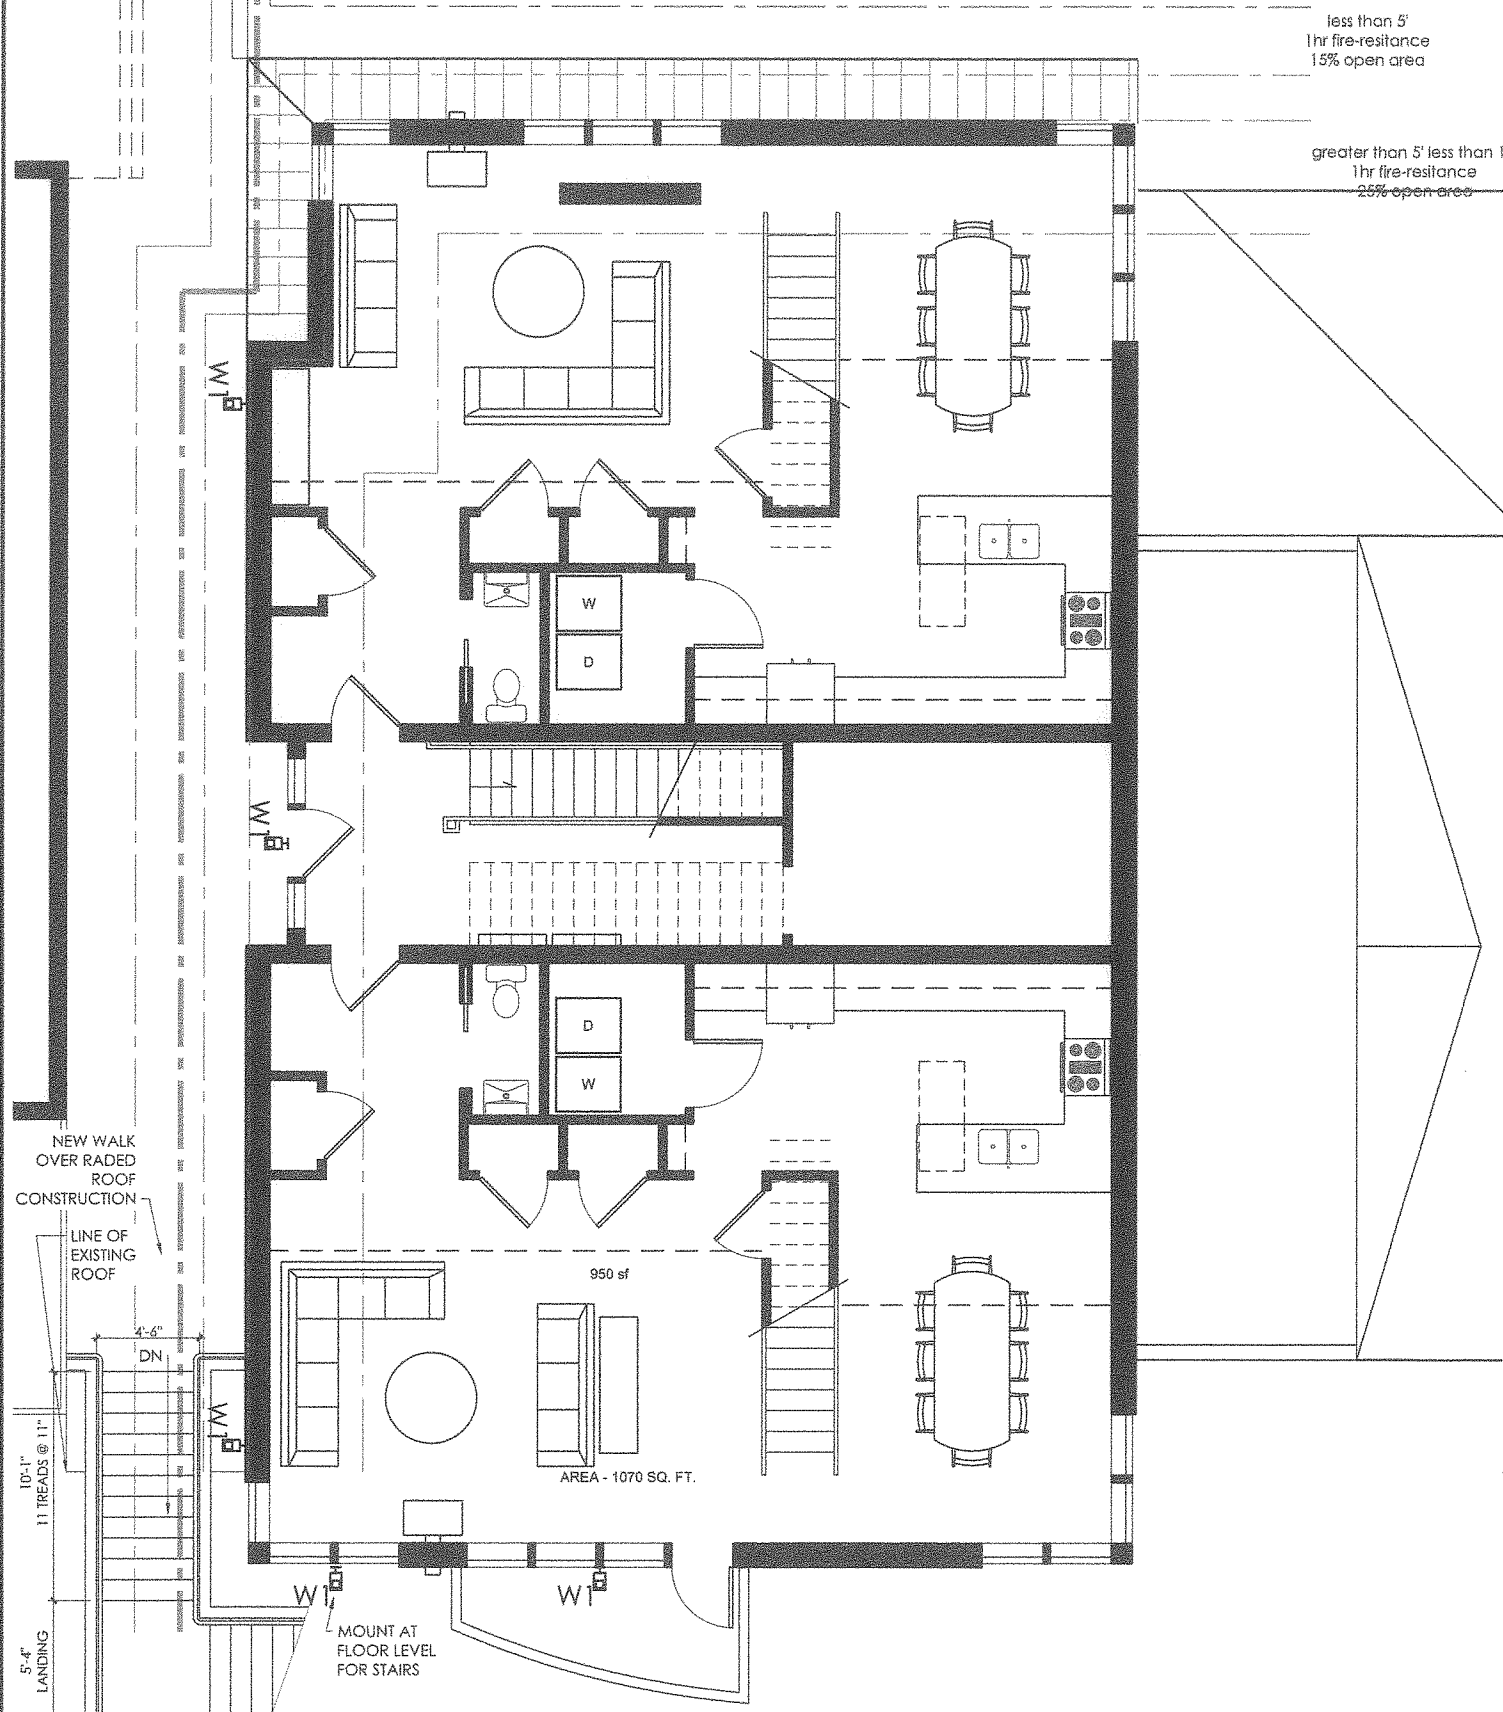 less than 5'
1hr fire-resitance
15% open area
greater than 5' less than 1
1hr fire-resitance
25% open area
W1
W
D
W1
D
W
NEW WALK
OVER RADED
ROOF
CONSTRUCTION
LINE OF
EXISTING
ROOF
950 sf
4'-6"
DN
W1
10'-1"
11 TREADS @ 11"
AREA - 1070 SQ. FT.
W1
W1
MOUNT AT
FLOOR LEVEL
FOR STAIRS
5'-4"
LANDING